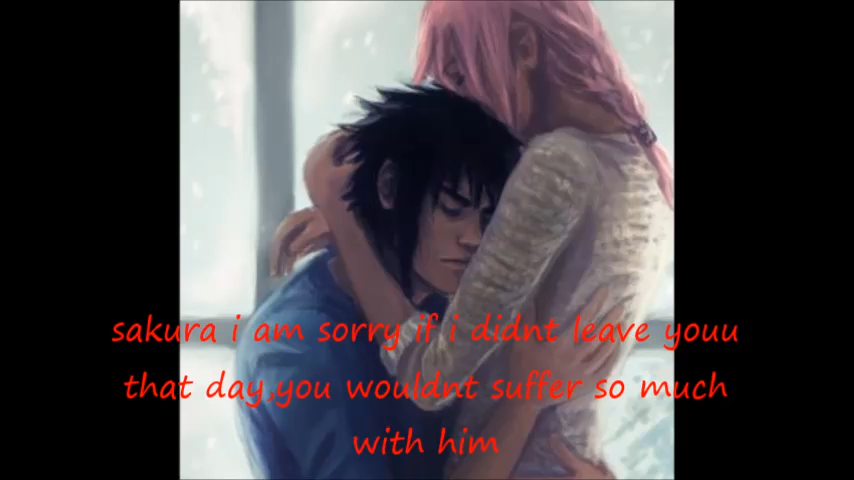 sakura i am sorry if i didnt leave youu
that day,you wouldnt suffer so much
with him